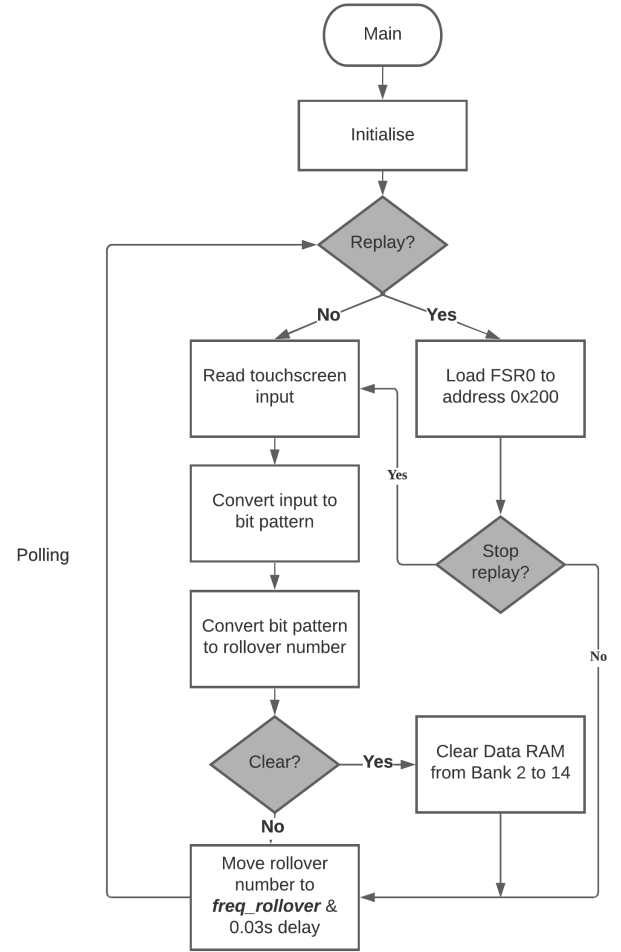 Main
Initialise
Replay?
No
Yes
Read touchscreen
input
Load FSR0 to
address 0x200
Yes
Convert input to
bit pattern
Stop
replay?
Polling
Convert bit pattern
to rollover number
No
Clear?
Yes
Clear Data RAM
from Bank 2 to 14
No
Move rollover
number to
freq_rollover &
0.03s delay